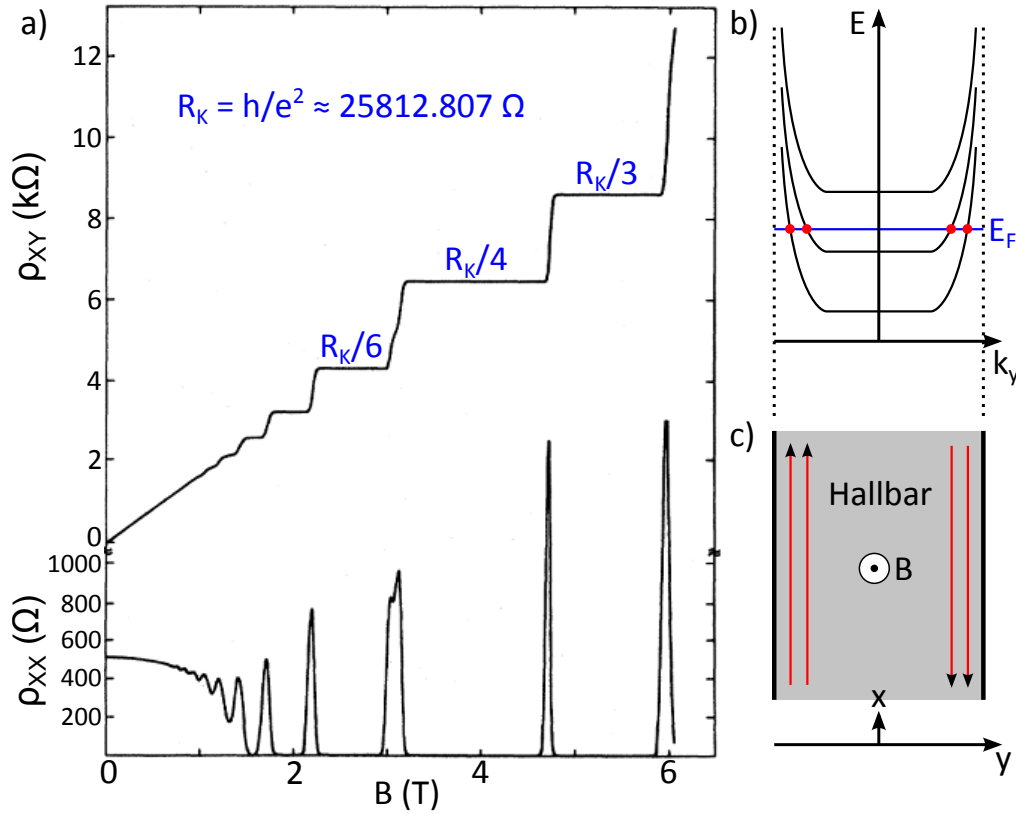 a)
R_K = h/e² ≈ 25812.807 Ω
R_K/3
R_K/4
R_K/6
ρ_XY (kΩ)
12
10
8
6
4
2
0
ρ_XX (Ω)
1000
800
600
400
200
0
2
4
6
B (T)
b)
E
E_F
k_y
c)
Hallbar
B
x
y